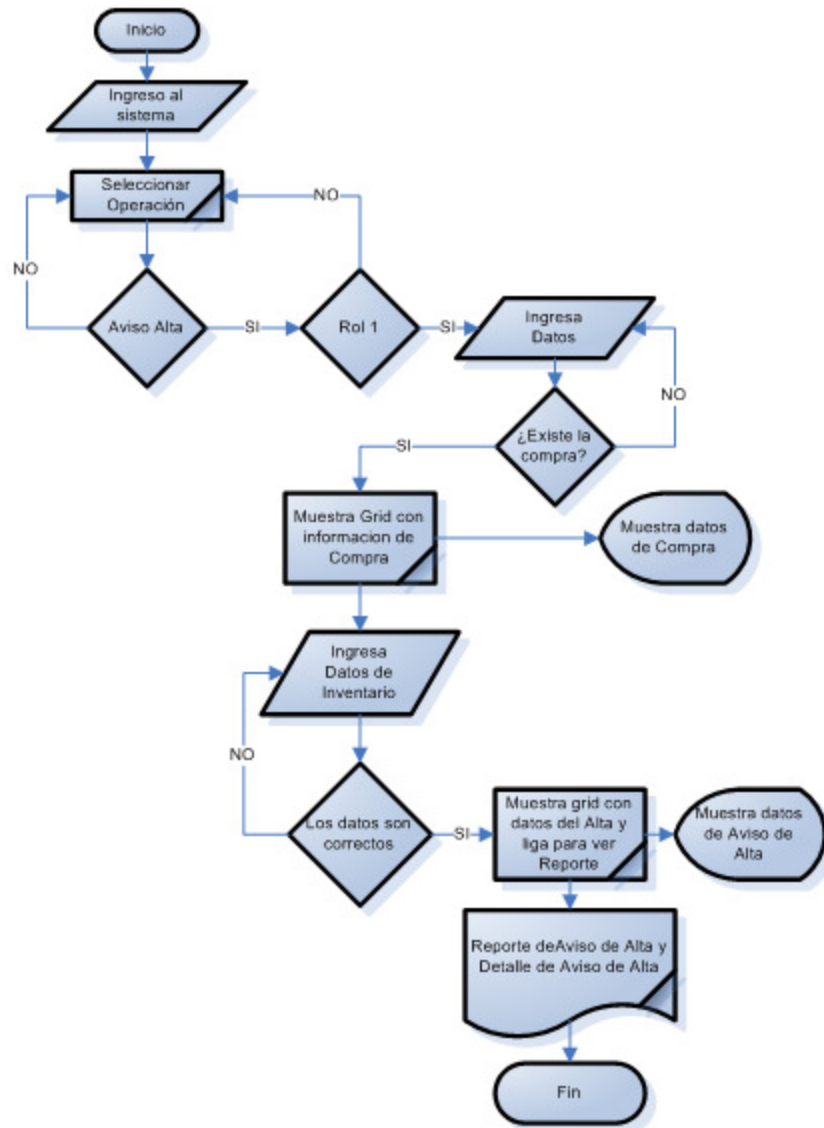 Inicio
Ingreso al
sistema
Seleccionar
Operación
NO
NO
Aviso Alta
SI
Rol 1
SI
Ingresa
Datos
NO
¿Existe la
compra?
SI
Muestra Grid con
informacion de
Compra
Muestra datos
de Compra
Ingresa
Datos de
Inventario
NO
Los datos son
correctos
SI
Muestra grid con
datos del Alta y
liga para ver
Reporte
Muestra datos
de Aviso de
Alta
Reporte deAviso de Alta y
Detalle de Aviso de Alta
Fin